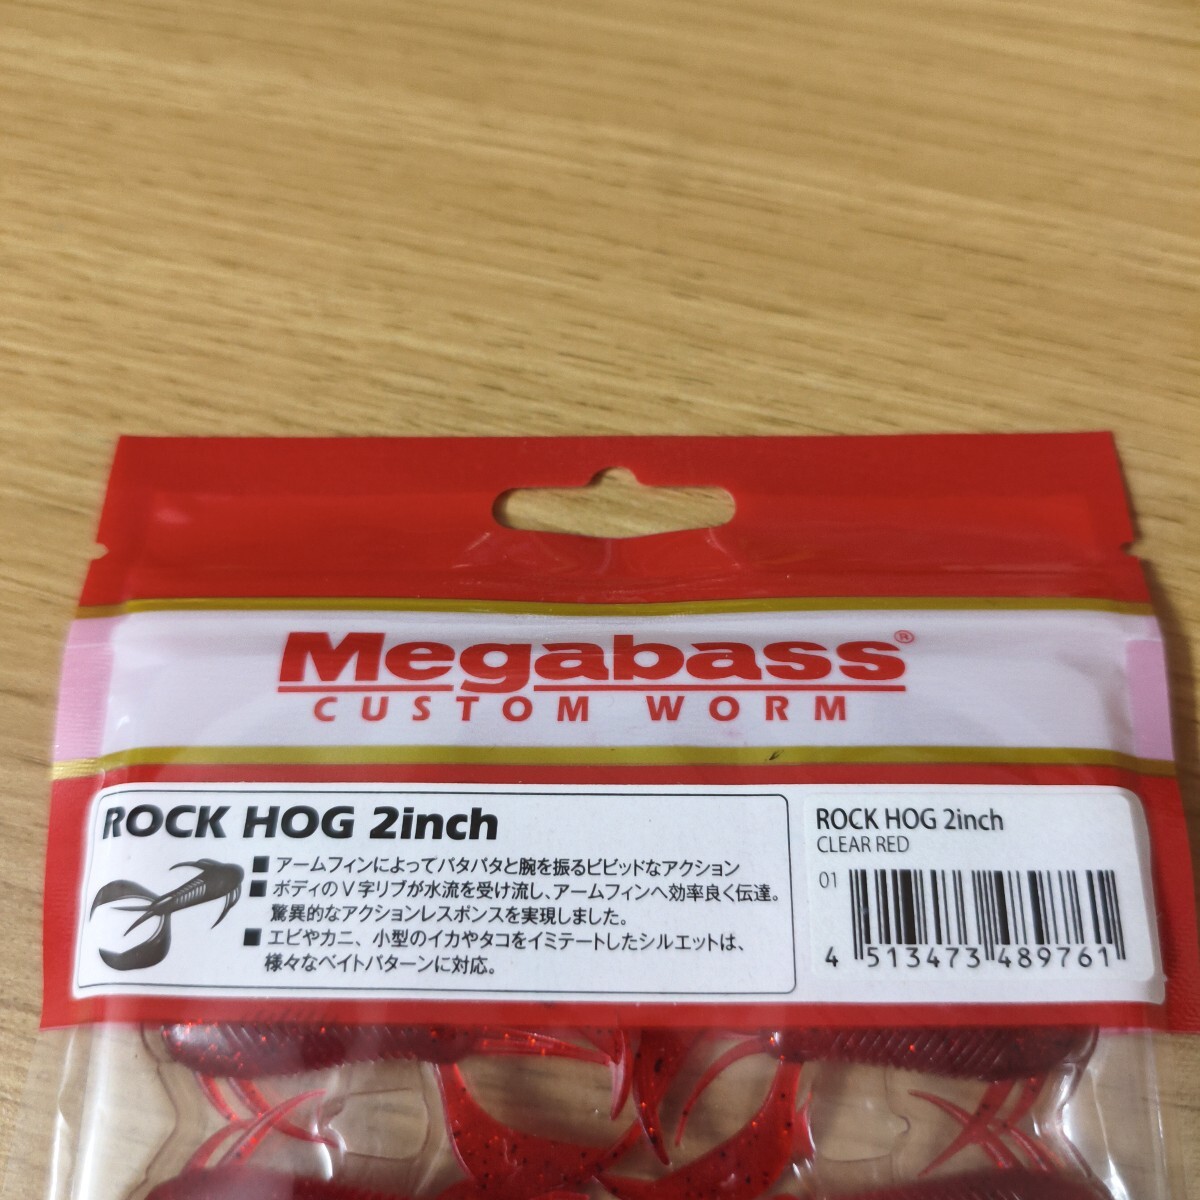 Megabass®
CUSTOM WORM
ROCK HOG 2inch
■ アームフィンによってバタバタと腕を振るビビッドなアクション
■ ボディのV字リブが水流を受け流し、アームフィンへ効率良く伝達。
驚異的なアクションレスポンスを実現しました。
■ エビやカニ、小型のイカやタコをイミテートしたシルエットは、
様々なベイトパターンに対応。
ROCK HOG 2inch
CLEAR RED
01
4 513473 489761